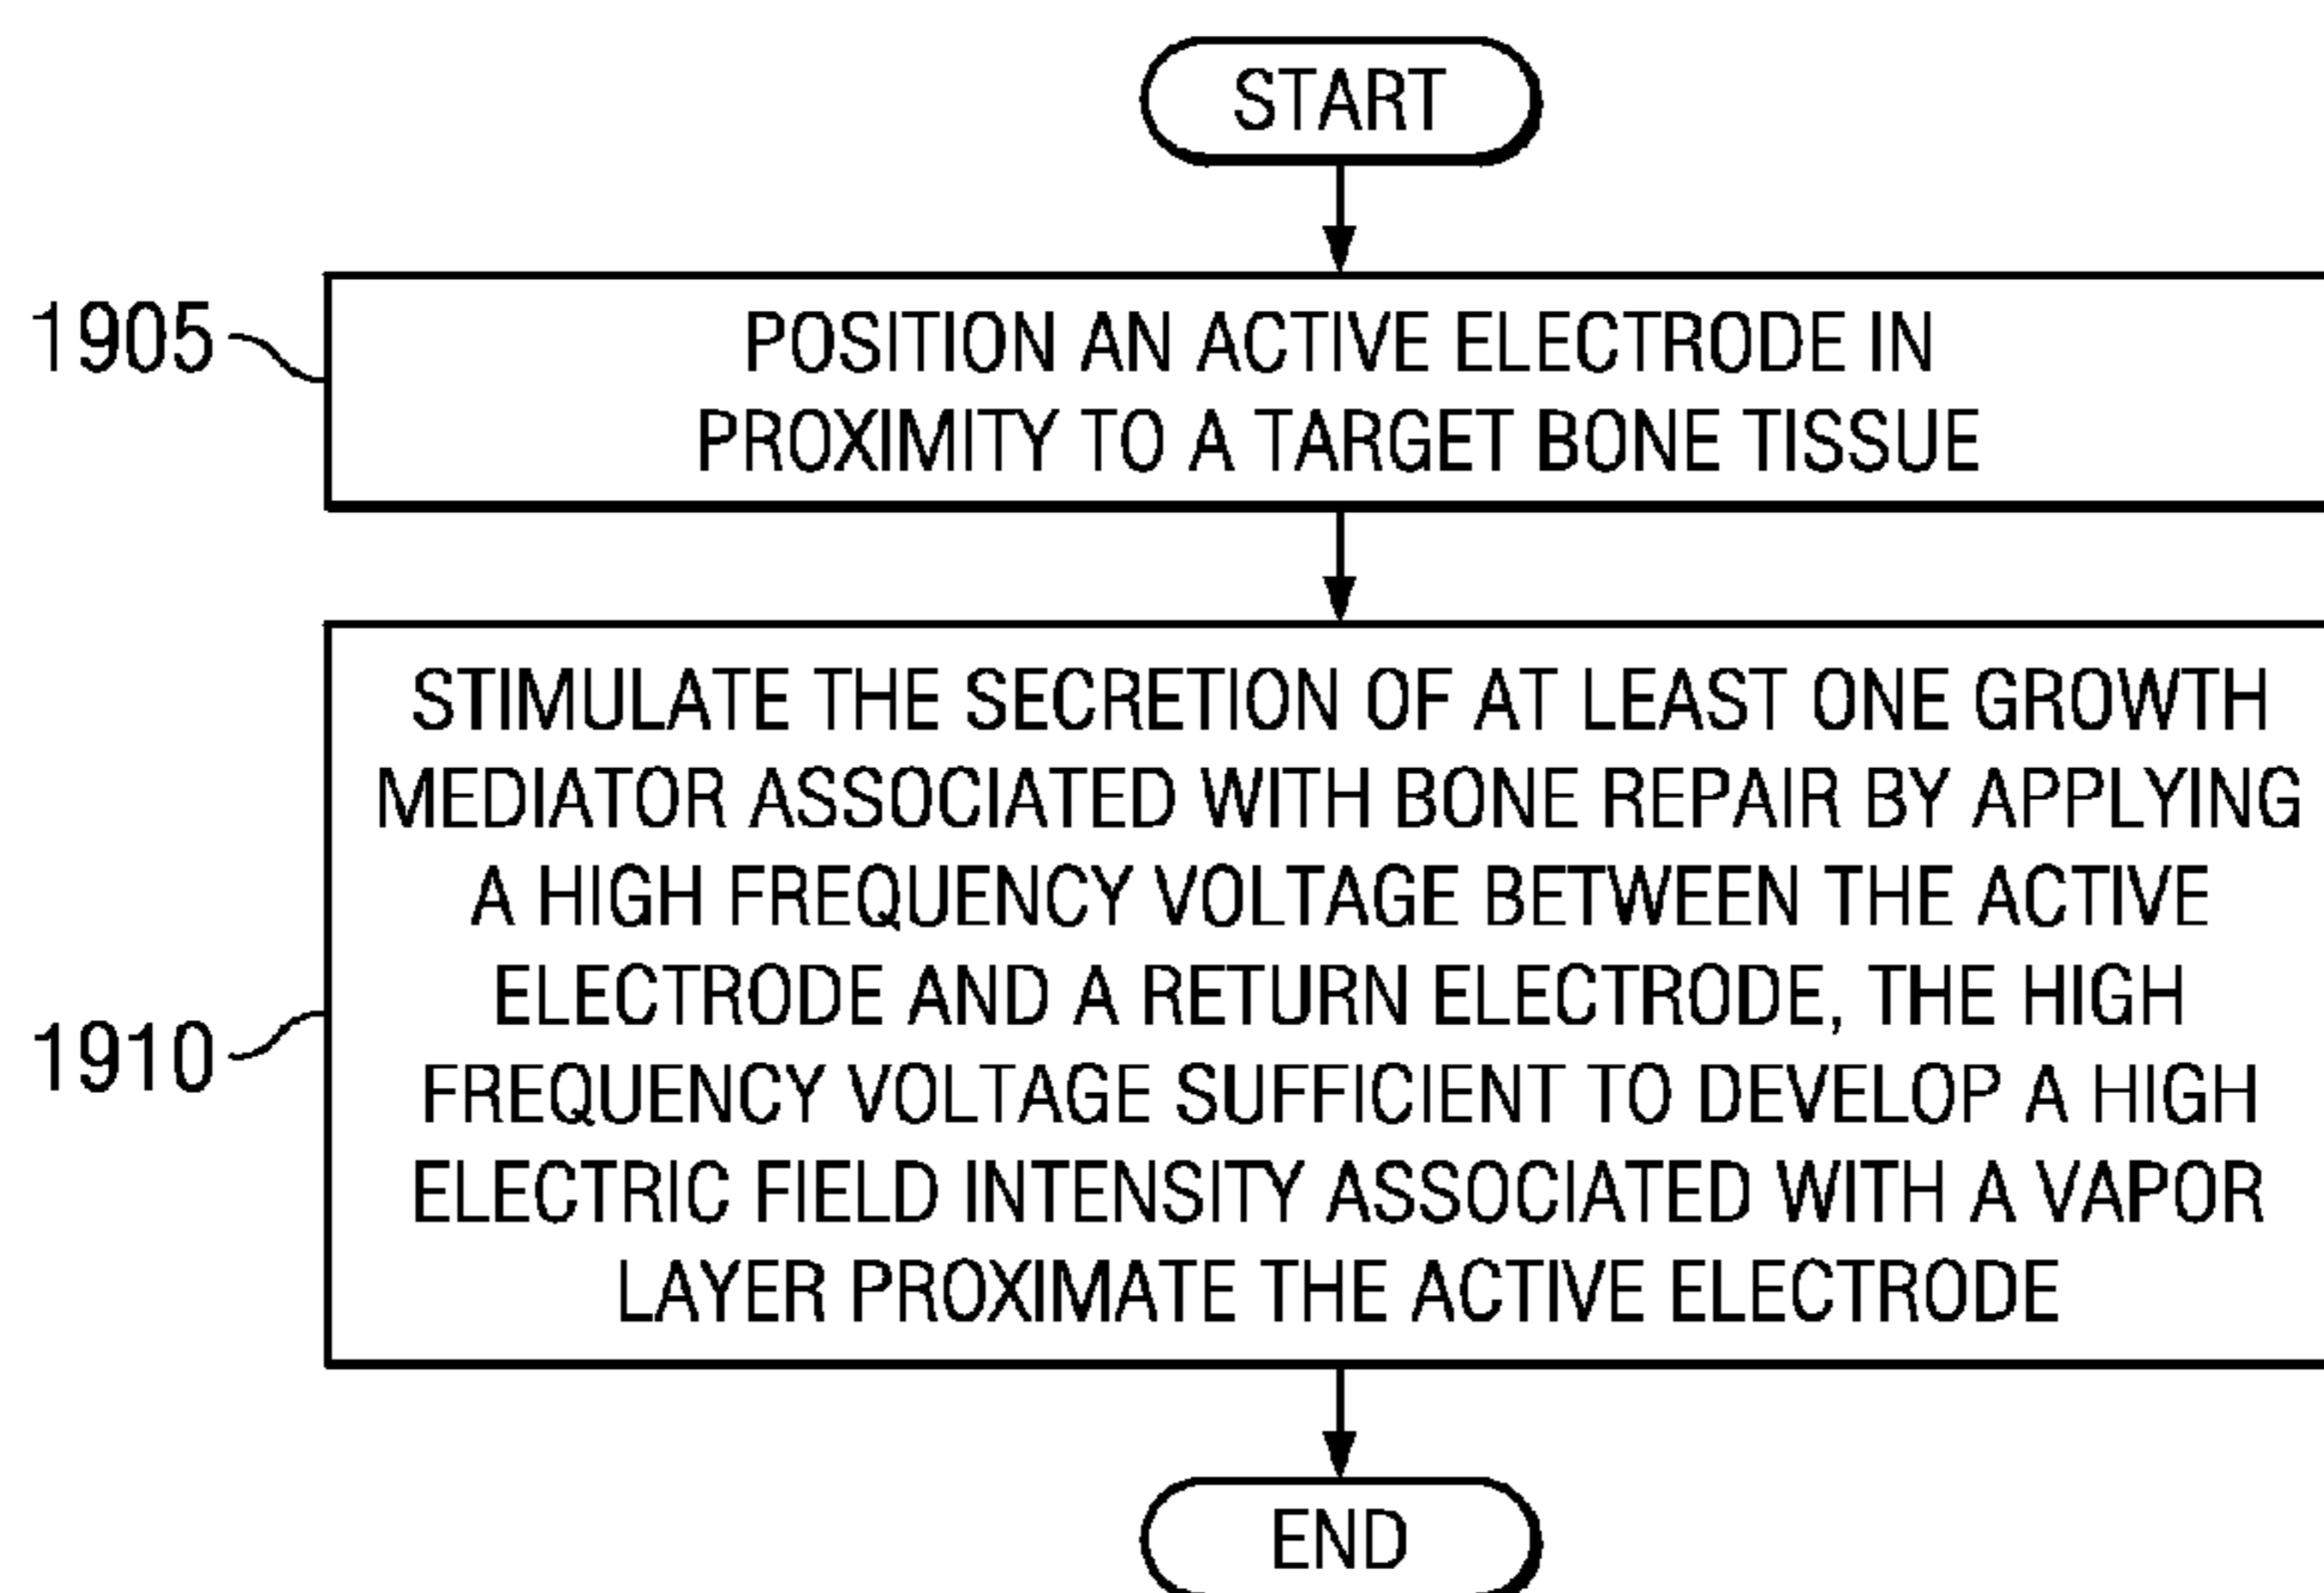 START
1905
POSITION AN ACTIVE ELECTRODE IN
PROXIMITY TO A TARGET BONE TISSUE
STIMULATE THE SECRETION OF AT LEAST ONE GROWTH
MEDIATOR ASSOCIATED WITH BONE REPAIR BY APPLYING
A HIGH FREQUENCY VOLTAGE BETWEEN THE ACTIVE
ELECTRODE AND A RETURN ELECTRODE, THE HIGH
FREQUENCY VOLTAGE SUFFICIENT TO DEVELOP A HIGH
ELECTRIC FIELD INTENSITY ASSOCIATED WITH A VAPOR
LAYER PROXIMATE THE ACTIVE ELECTRODE
1910
END